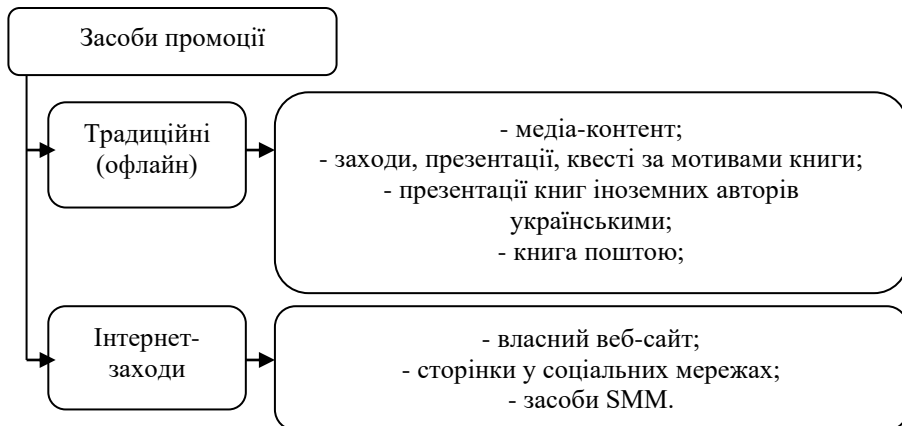 Засоби промоції
Традиційні
(офлайн)
- медіа-контент;
- заходи, презентації, квесті за мотивами книги;
- презентації книг іноземних авторів
українськими;
- книга поштою;
Інтернет-
заходи
- власний веб-сайт;
- сторінки у соціальних мережах;
- засоби SMM.